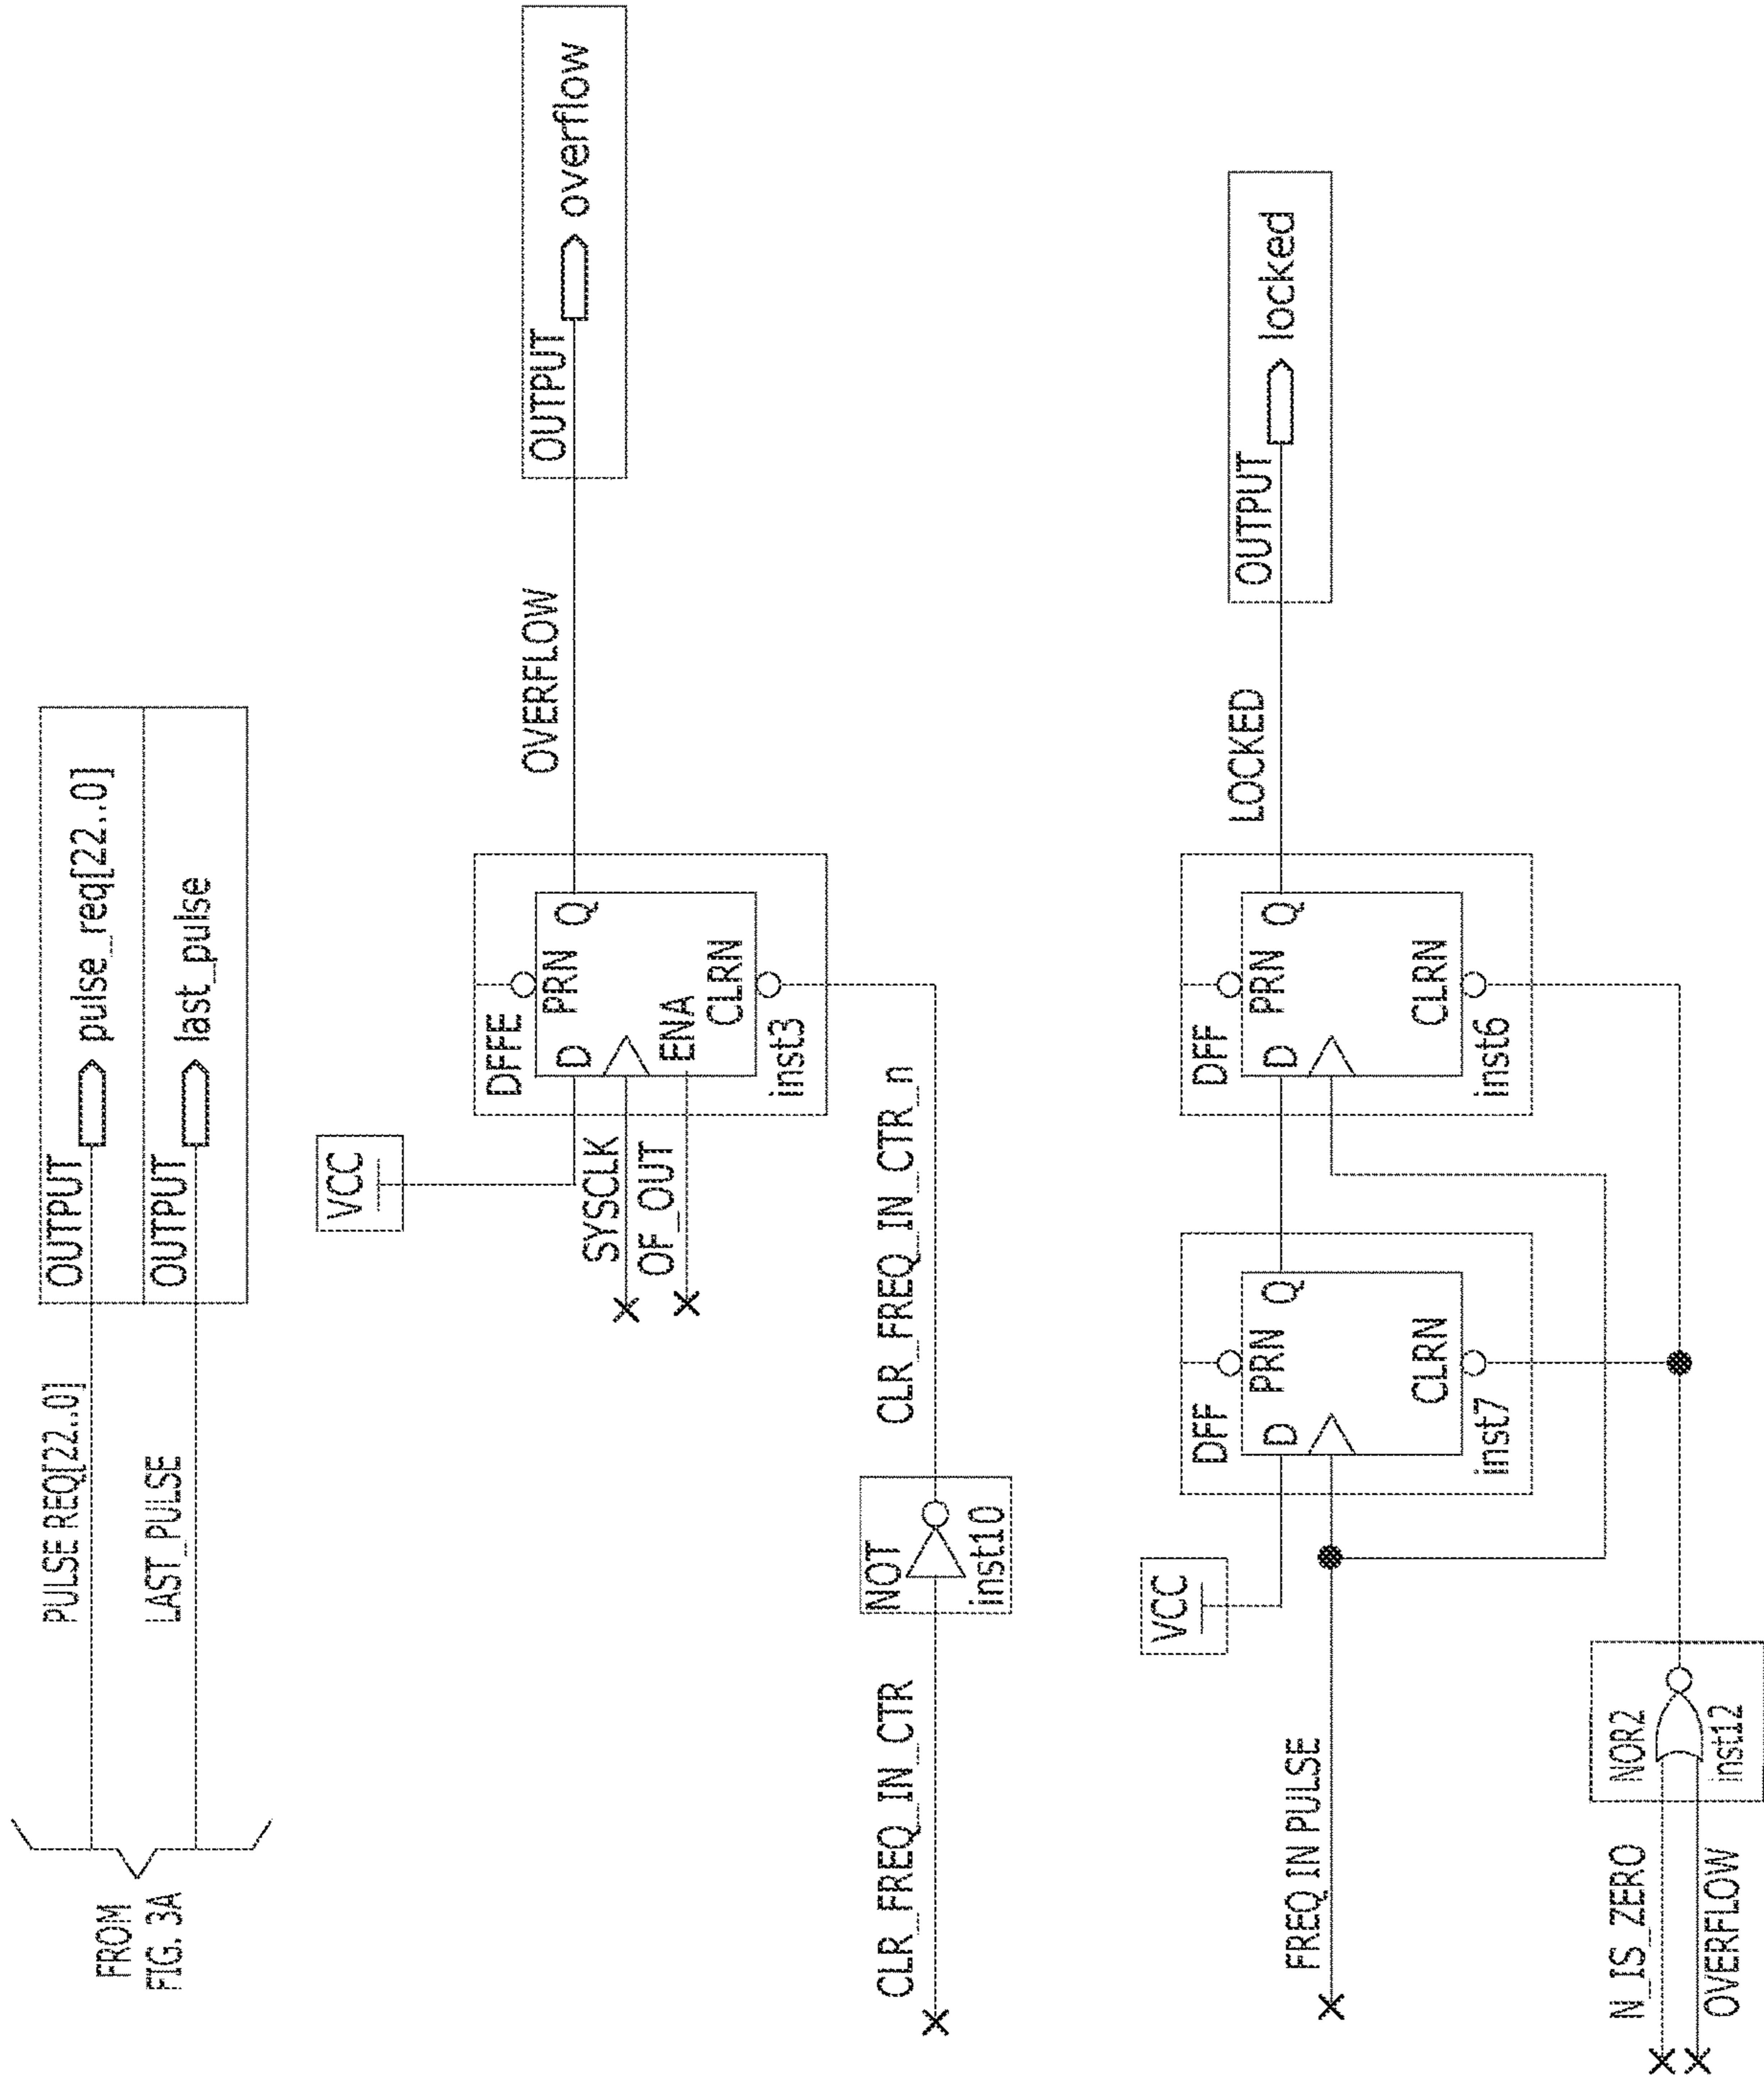 FROM
FIG. 3A
PULSE REQ[22..0]
OUTPUT
pulse_req[22..0]
LAST_PULSE
OUTPUT
last_pulse
VCC
SYSCLK
OF_OUT
DFFE
D
PRN
Q
ENA
CLRN
inst3
OVERFLOW
OUTPUT
overflow
CLR_FREQ_IN_CTR
NOT
inst10
CLR_FREQ_IN_CTR_n
VCC
FREQ IN PULSE
DFF
D
PRN
Q
CLRN
inst7
DFF
D
PRN
Q
CLRN
inst6
LOCKED
OUTPUT
locked
N_IS_ZERO
OVERFLOW
NOR2
inst12